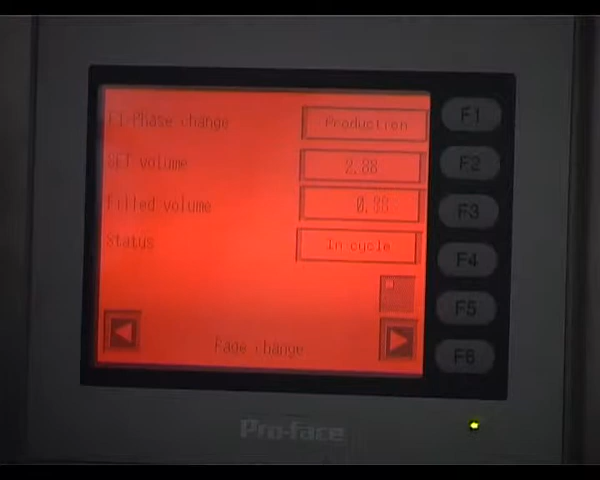 F1-Phase change Production F1
SET volume 2.88 F2
Filled volume F3
Status In cycle F4
F5
Page change F6
Pro-face